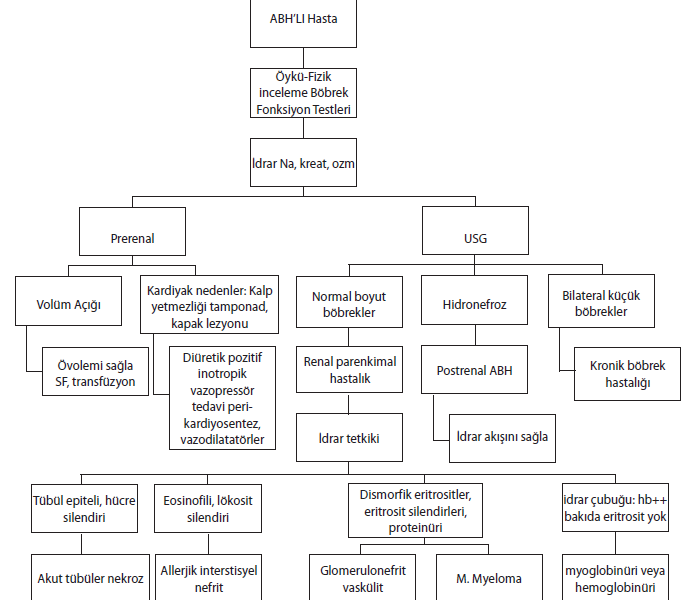 ABH'LI Hasta
Öykü-Fizik
inceleme Böbrek
Fonksiyon Testleri
İdrar Na, kreat, ozm
Prerenal
USG
Volüm Açığı
Kardiyak nedenler: Kalp
yetmezliği tamponad,
kapak lezyonu
Normal boyut
böbrekler
Hidronefroz
Bilateral küçük
böbrekler
Övolemi sağla
SF, transfüzyon
Diüretik pozitif
inotropik
vazopressör
tedavi peri-
kardiyosentez,
vazodilatatörler
Renal parenkimal
hastalık
Postrenal ABH
Kronik böbrek
hastalığı
İdrar tetkiki
İdrar akışını sağla
Tübül epiteli, hücre
silendiri
Eosinofili, lökosit
silendiri
Dismorfik eritrositler,
eritrosit silendirleri,
proteinüri
idrar çubuğu: hb++
bakıda eritrosit yok
Akut tübüler nekroz
Allerjik interstisyel
nefrit
Glomerulonefrit
vaskülit
M. Myeloma
myoglobinüri veya
hemoglobinüri